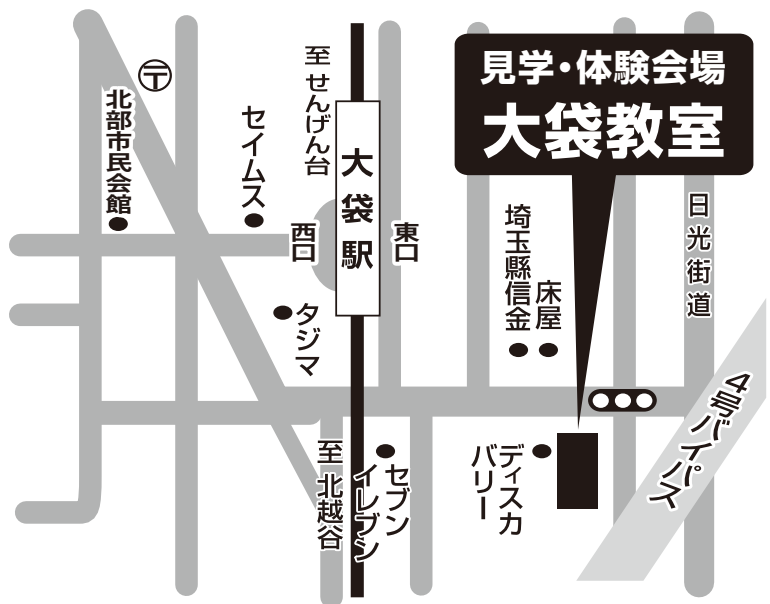 見学・体験会場
大袋教室
〒
北部市民会館
セイムス
至 せんげん台
大袋駅
西口
東口
タジマ
埼玉縣信金
床屋
日光街道
4号バイパス
至 北越谷
セブン
イレブン
ディスカ
バリー